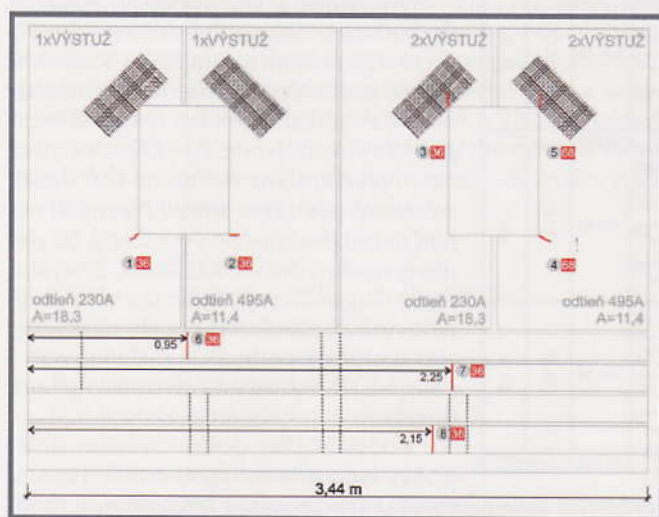 1xVÝSTUŽ 1xVÝSTUŽ 2xVÝSTUŽ 2xVÝSTUŽ
3 36 5 68
1 36 2 36 4 68
odtieň 230A odtieň 495A odtieň 230A odtieň 495A
A=18,3 A=11,4 A=18,3 A=11,4
0,95 6 36
2,25 7 36
2,15 8 36
3,44 m